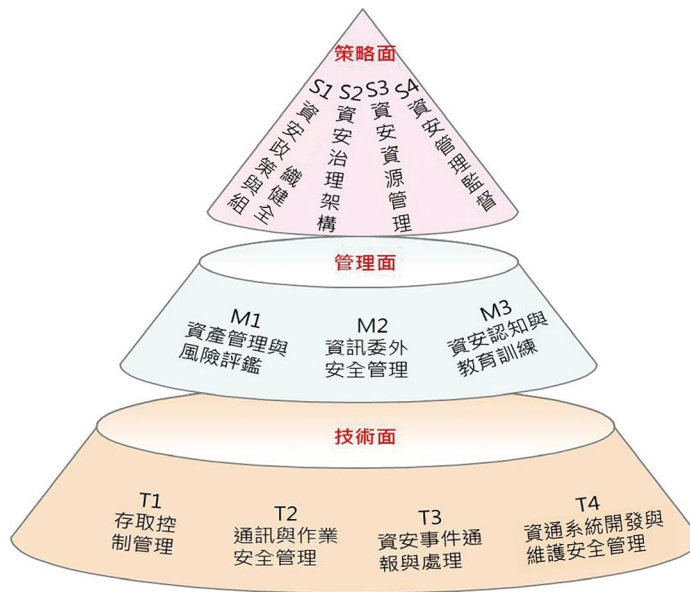 策略面
S1
資安政策與組
織健全
S2
資安治理架構
S3
資安資源管理
S4
資安管理監督
管理面
M1
資產管理與
風險評鑑
M2
資訊委外
安全管理
M3
資安認知與
教育訓練
技術面
T1
存取控
制管理
T2
通訊與作業
安全管理
T3
資安事件通
報與處理
T4
資通系統開發與
維護安全管理